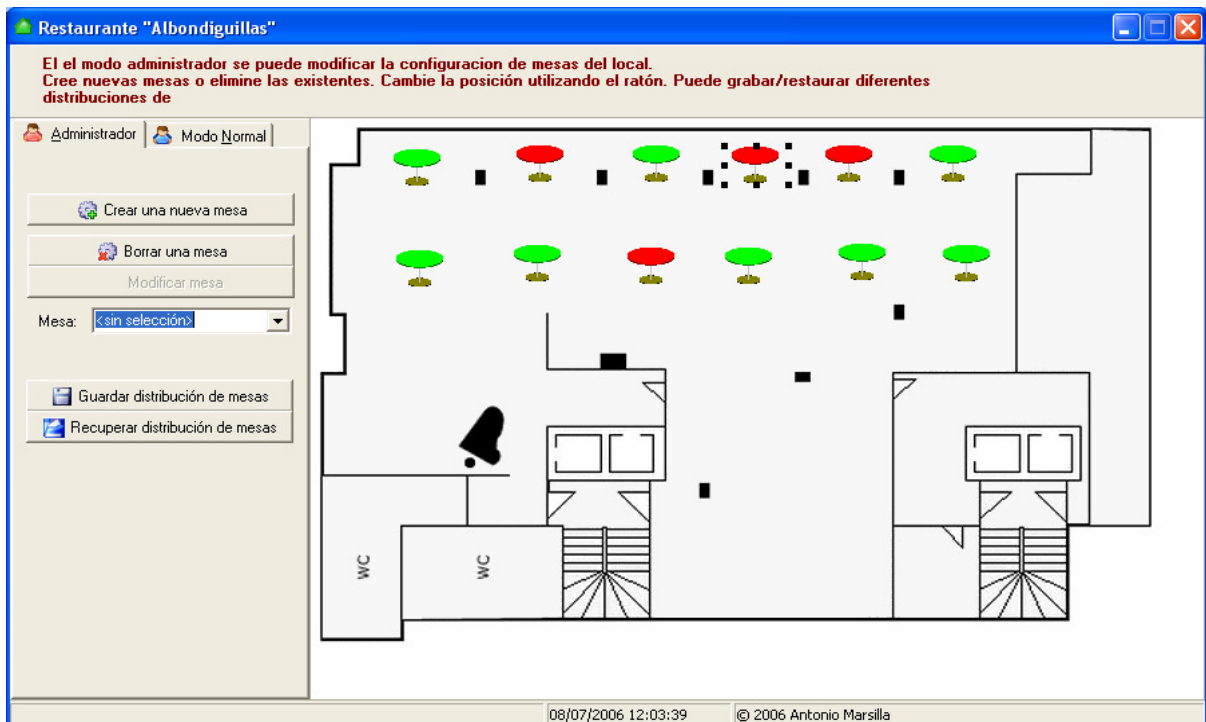 Restaurante "Albondiguillas"
El el modo administrador se puede modificar la configuracion de mesas del local.
Cree nuevas mesas o elimine las existentes. Cambie la posición utilizando el ratón. Puede grabar/restaurar diferentes
distribuciones de
Administrador Modo Normal
Crear una nueva mesa
Borrar una mesa
Modificar mesa
Mesa: <sin selección>
Guardar distribución de mesas
Recuperar distribución de mesas
WC WC
08/07/2006 12:03:39 © 2006 Antonio Marsilla